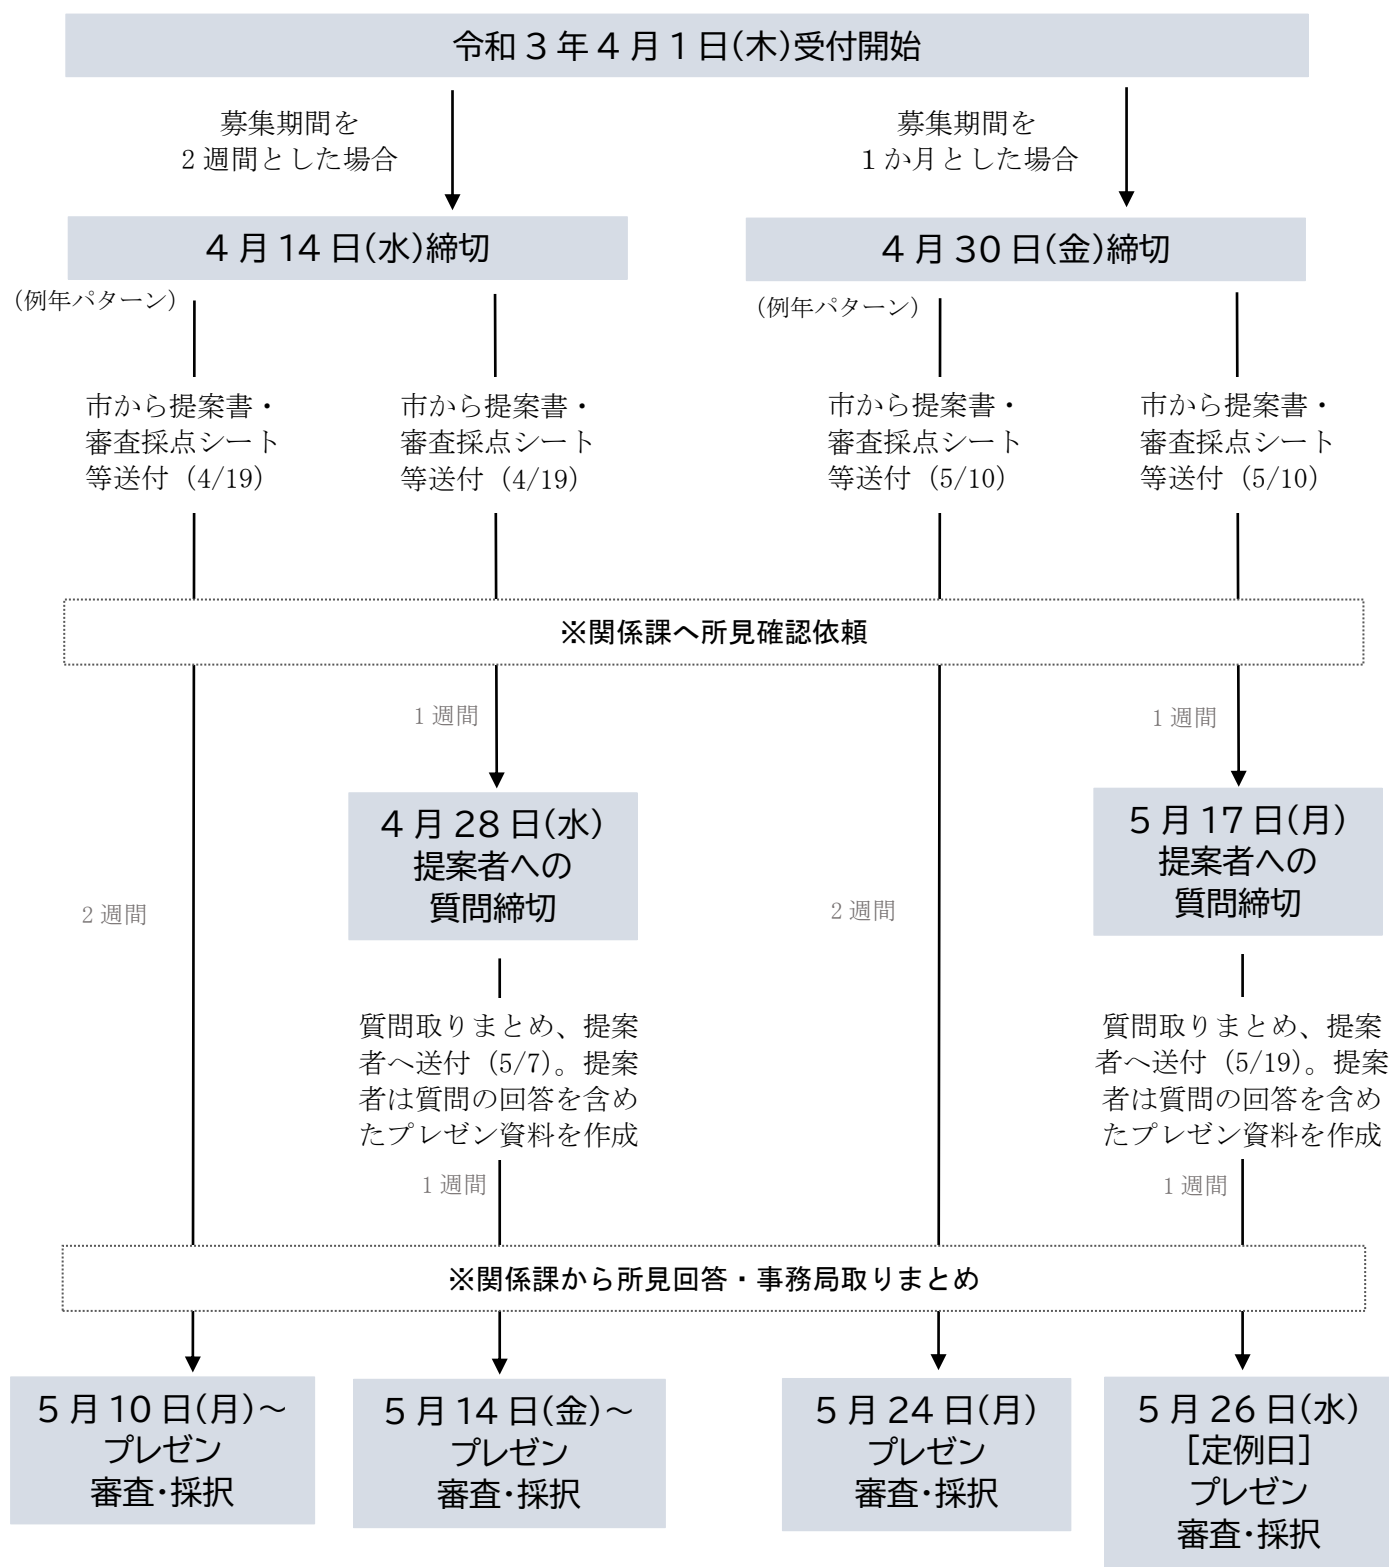 令和３年４月１日(木)受付開始
募集期間を
２週間とした場合
募集期間を
１か月とした場合
４月14日(水)締切
４月30日(金)締切
（例年パターン）
（例年パターン）
市から提案書・
審査採点シート
等送付（4/19）
市から提案書・
審査採点シート
等送付（4/19）
市から提案書・
審査採点シート
等送付（5/10）
市から提案書・
審査採点シート
等送付（5/10）
※関係課へ所見確認依頼
１週間
１週間
４月28日(水)
提案者への
質問締切
５月17日(月)
提案者への
質問締切
２週間
２週間
質問取りまとめ、提案
者へ送付（5/7）。提案
者は質問の回答を含め
たプレゼン資料を作成
質問取りまとめ、提案
者へ送付（5/19）。提案
者は質問の回答を含め
たプレゼン資料を作成
１週間
１週間
※関係課から所見回答・事務局取りまとめ
５月10日(月)～
プレゼン
審査・採択
５月14日(金)～
プレゼン
審査・採択
５月24日(月)
プレゼン
審査・採択
５月26日(水)
［定例日］
プレゼン
審査・採択